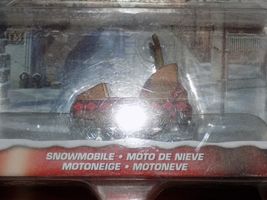 SNOWMOBILE • MOTO DE NIEVE
MOTONEIGE • MOTONEVE